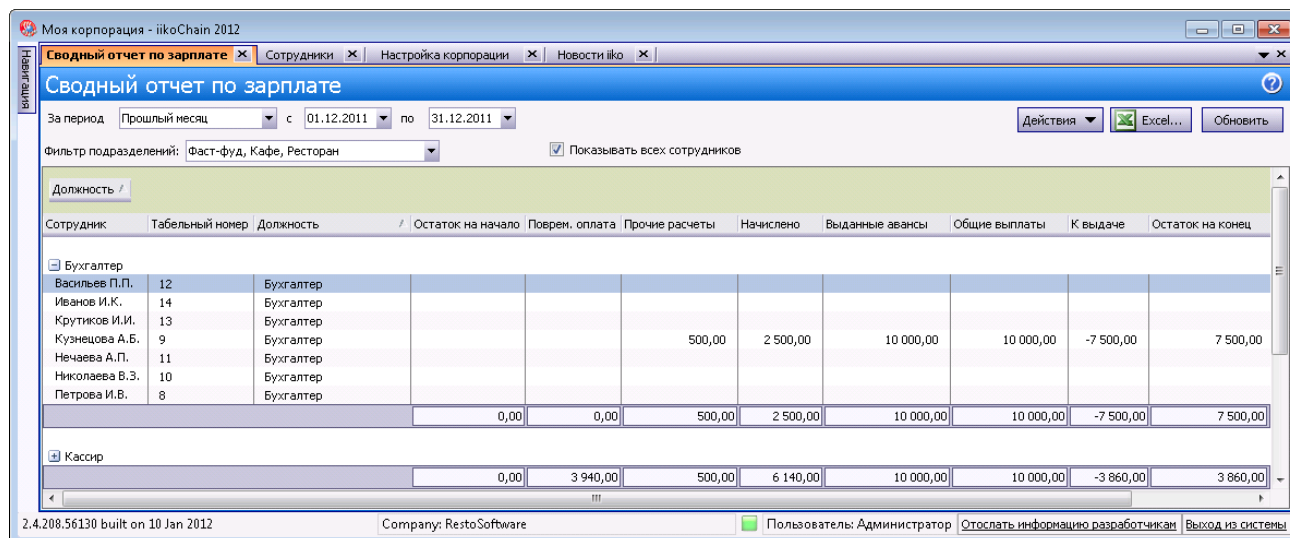 Моя корпорация - iikoChain 2012
Навигация
Сводный отчет по зарплате Сотрудники Настройка корпорации Новости iiko
Сводный отчет по зарплате
За период Прошлый месяц с 01.12.2011 по 31.12.2011 Действия Excel... Обновить
Фильтр подразделений: Фаст-фуд, Кафе, Ресторан Показывать всех сотрудников
Должность
Сотрудник Табельный номер Должность Остаток на начало Поврем. оплата Прочие расчеты Начислено Выданные авансы Общие выплаты К выдаче Остаток на конец
Бухгалтер
Васильев П.П. 12 Бухгалтер
Иванов И.К. 14 Бухгалтер
Крутиков И.И. 13 Бухгалтер
Кузнецова А.Б. 9 Бухгалтер 500,00 2 500,00 10 000,00 10 000,00 -7 500,00 7 500,00
Нечаева А.П. 11 Бухгалтер
Николаева В.З. 10 Бухгалтер
Петрова И.В. 8 Бухгалтер
0,00 0,00 500,00 2 500,00 10 000,00 10 000,00 -7 500,00 7 500,00
Кассир
0,00 3 940,00 500,00 6 140,00 10 000,00 10 000,00 -3 860,00 3 860,00
2.4.208.56130 built on 10 Jan 2012 Company: RestoSoftware Пользователь: Администратор Отослать информацию разработчикам Выход из системы